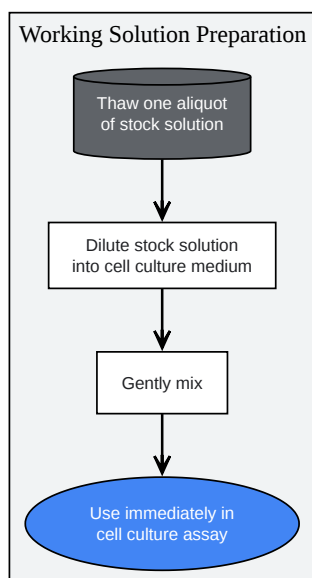 Working Solution Preparation
Thaw one aliquot
of stock solution
Dilute stock solution
into cell culture medium
Gently mix
Use immediately in
cell culture assay